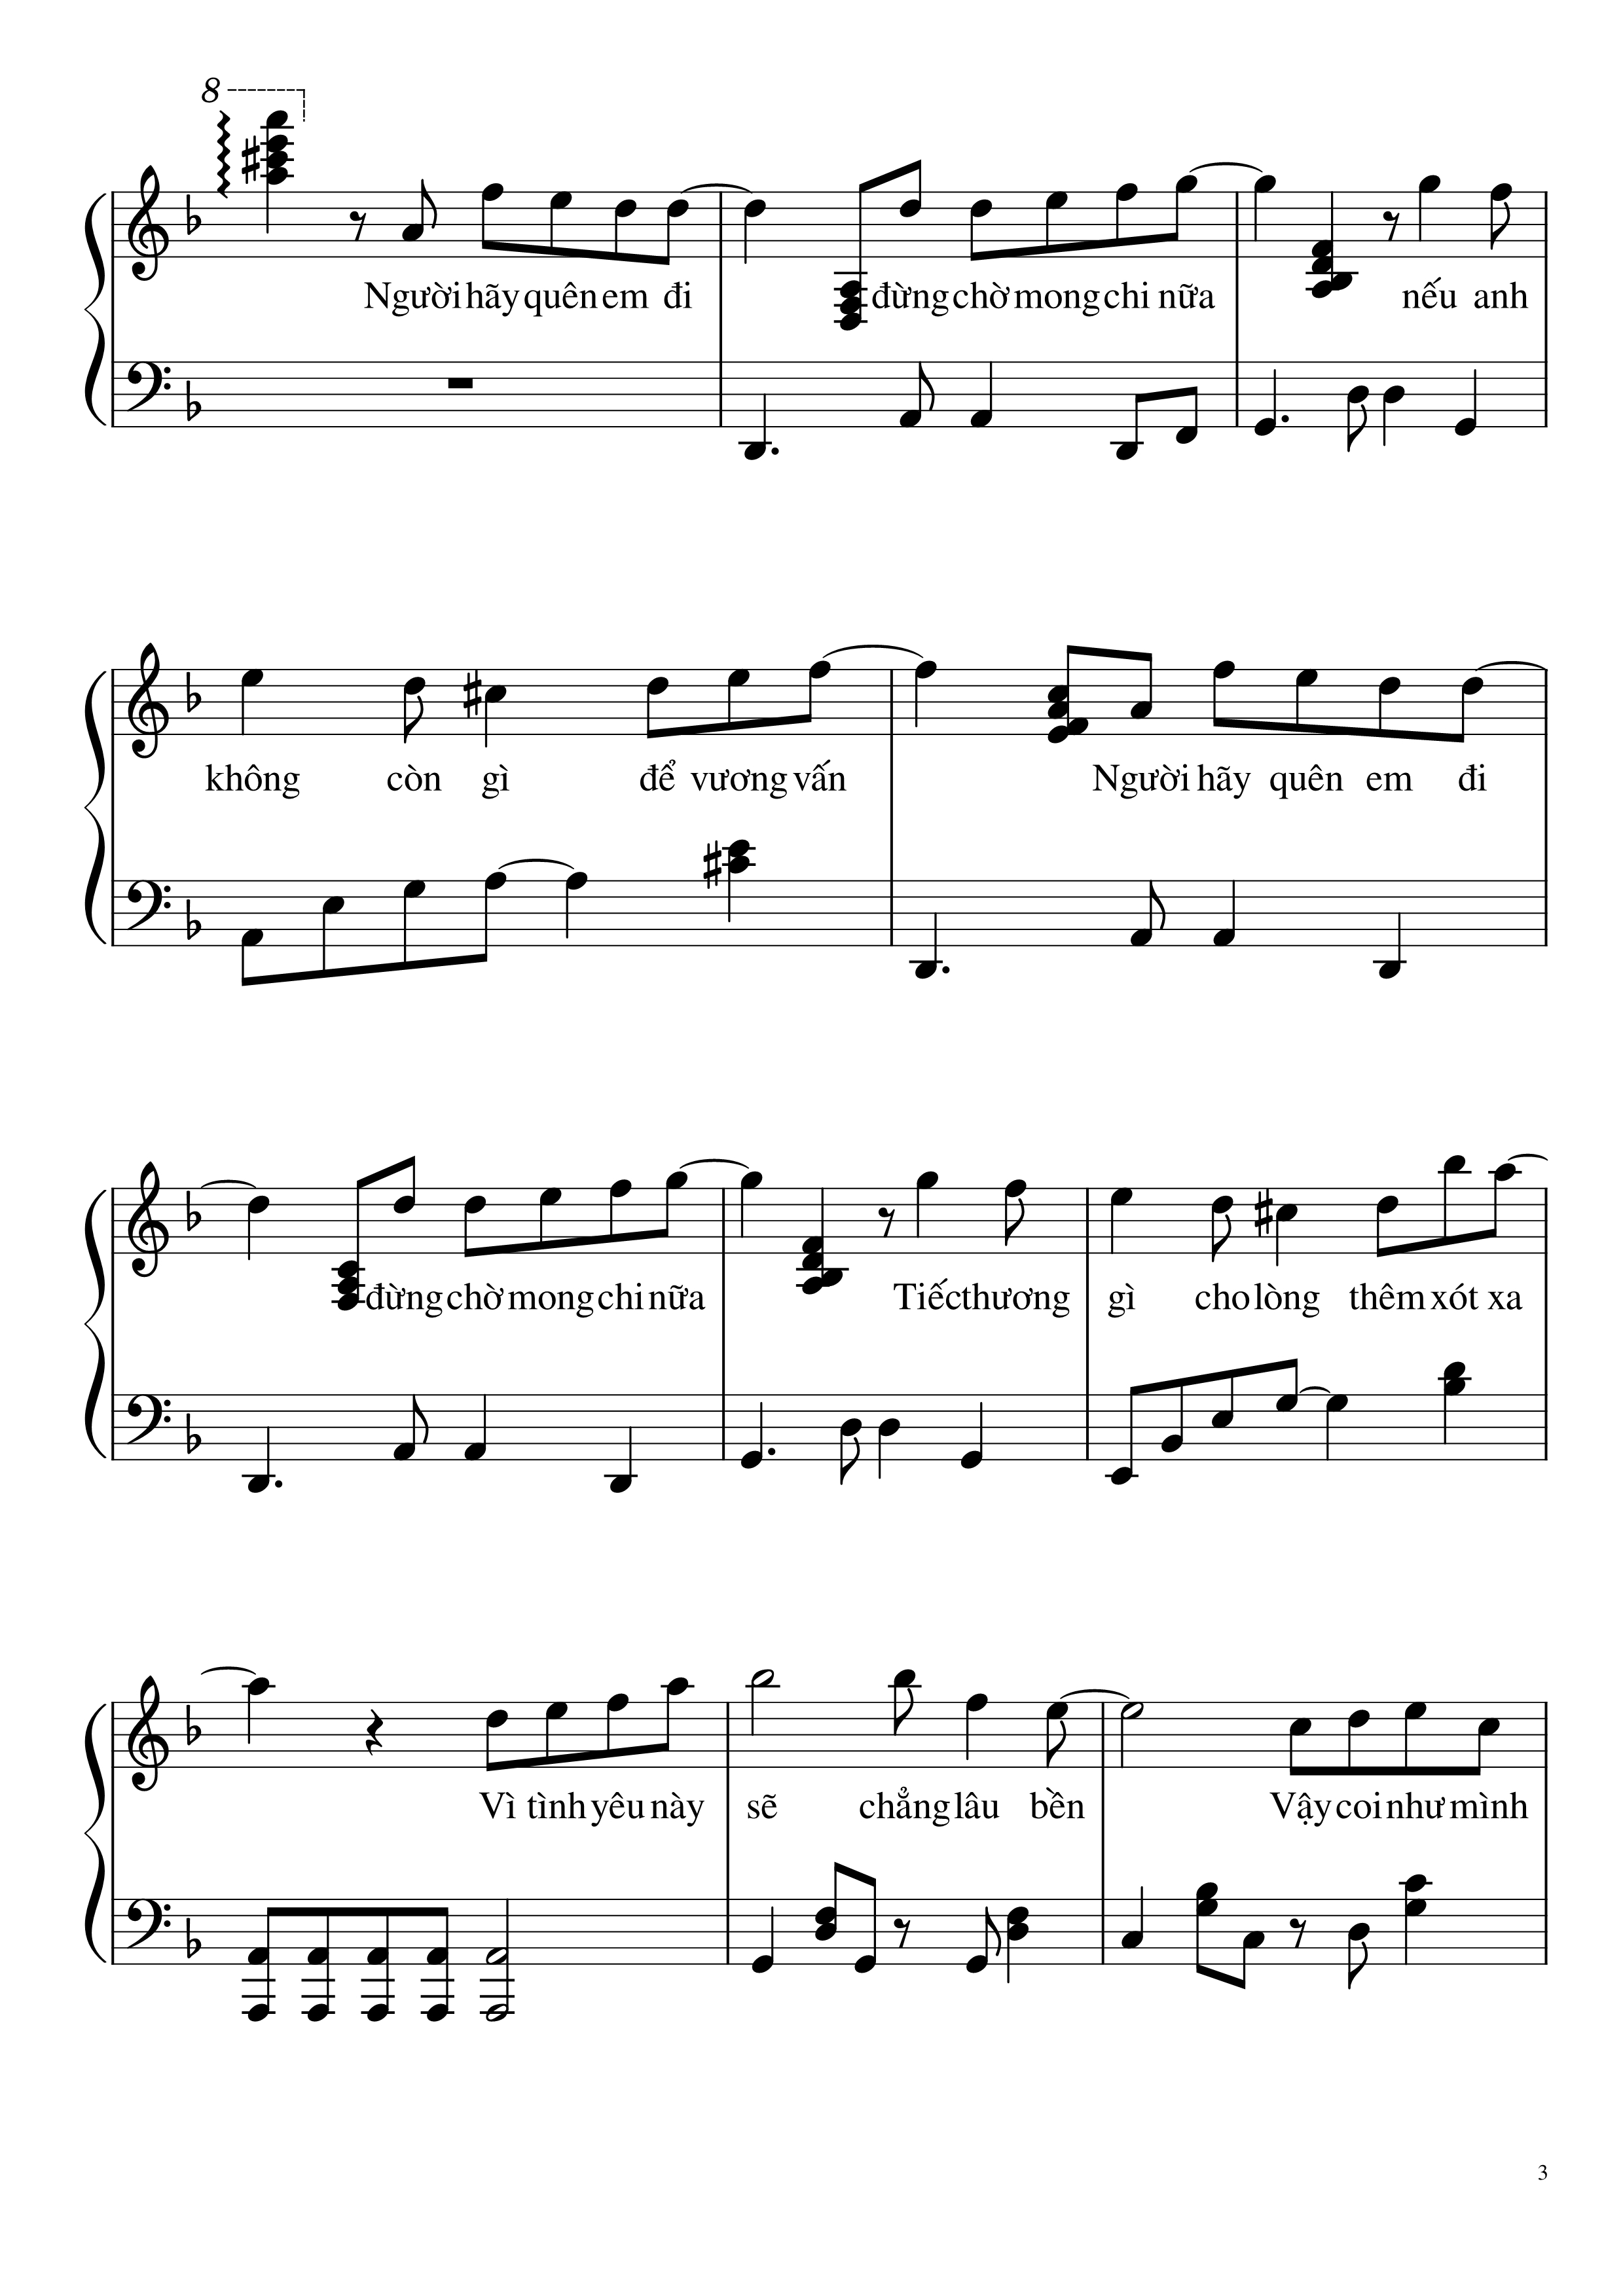 8
Người hãy quên em đi đừng chờ mong chi nữa nếu anh
không còn gì để vương vấn Người hãy quên em đi
đừng chờ mong chi nữa Tiếc thương gì cho lòng thêm xót xa
Vì tình yêu này sẽ chẳng lâu bền Vậy coi như mình
3